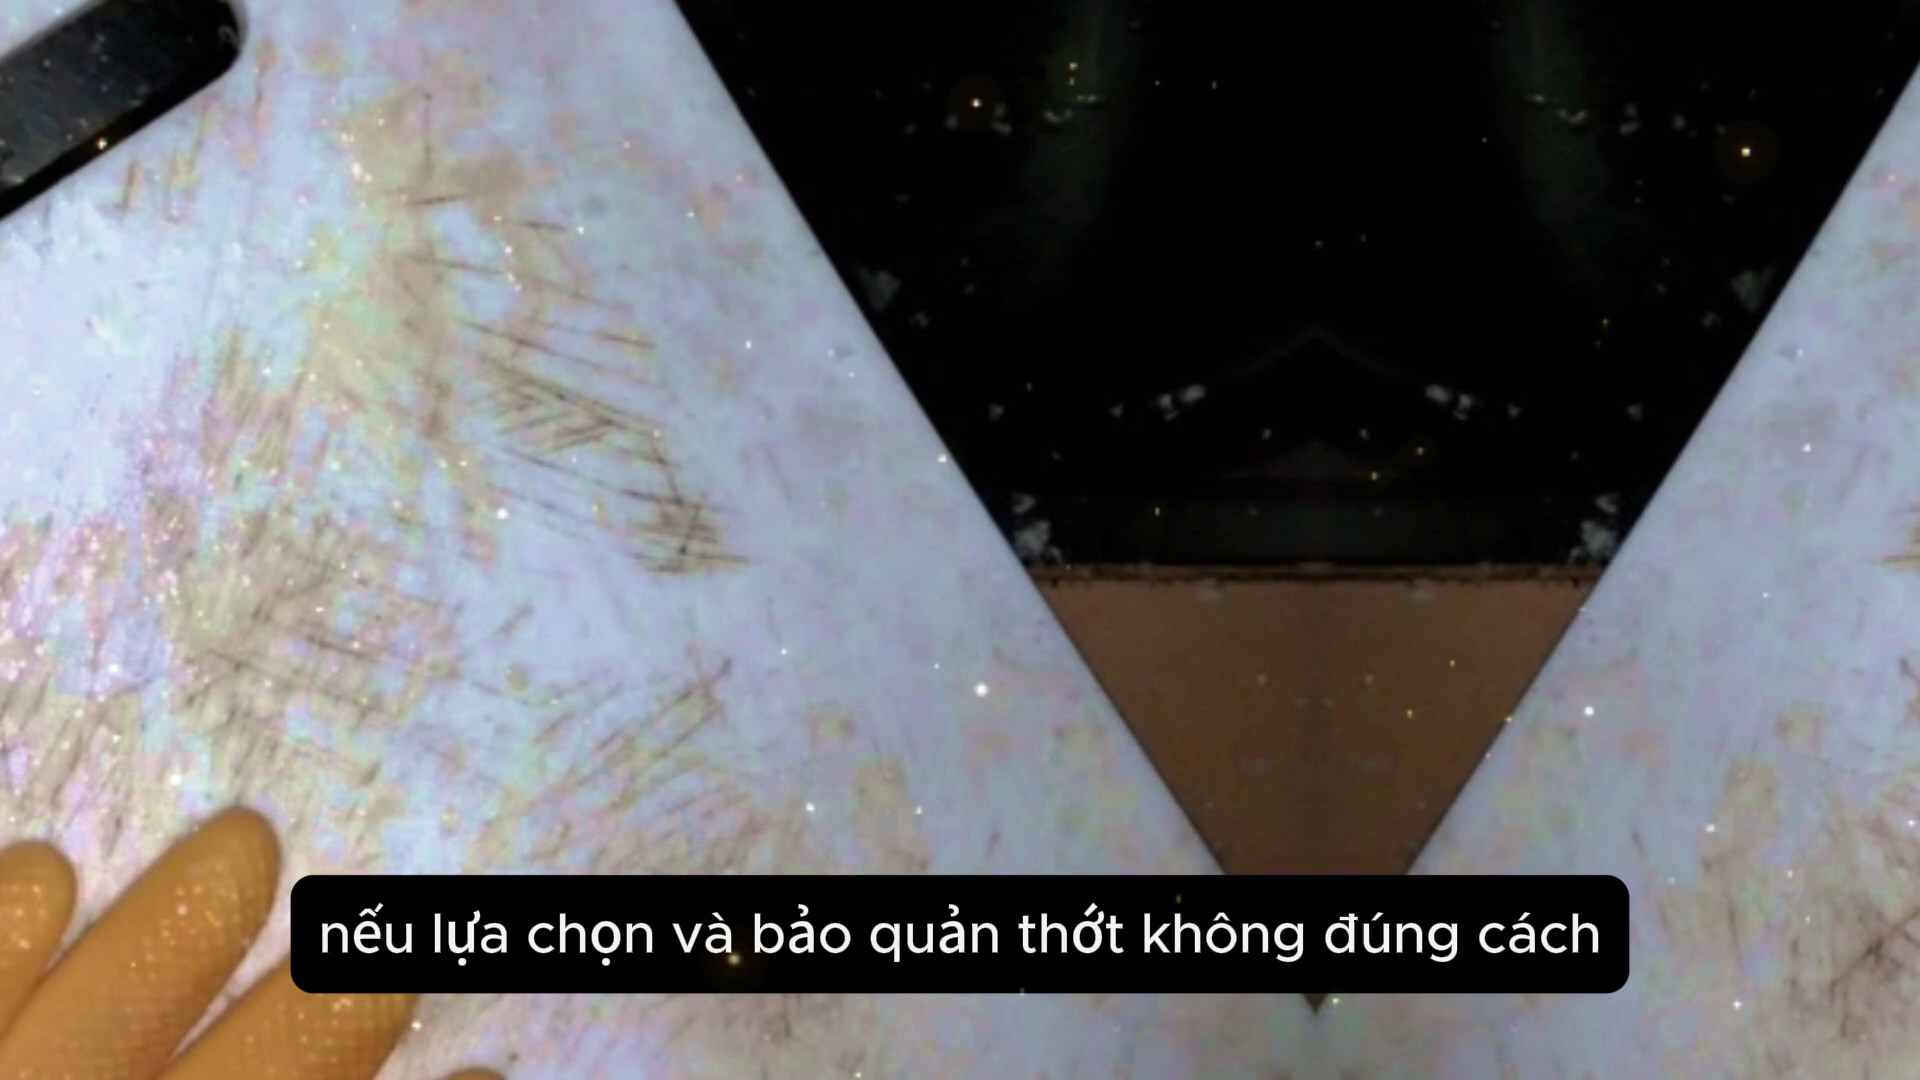 nếu lựa chọn và bảo quản thớt không đúng cách